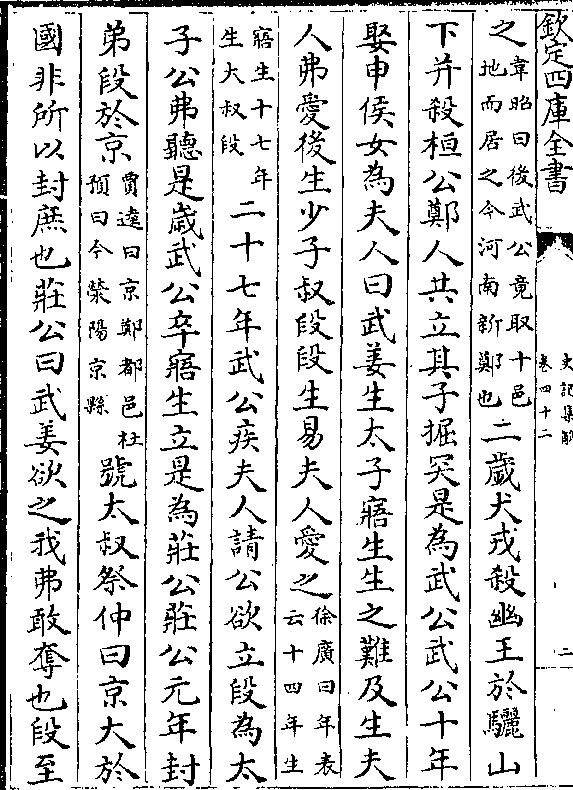 欽定四庫全書
史記集解
卷四十二
二
之韋昭曰後武公竟取十邑地而居之今河南新鄭也二歲犬戎殺幽王於驪山
下并殺桓公鄭人共立其子掘突是為武公武公十年
娶申侯女為夫人曰武姜生太子寤生生之難及生夫
人弗愛後生少子叔段段生易夫人愛之徐廣曰年表云十四年生
寤生十七年生大叔段二十七年武公疾夫人請公欲立段為太
子公弗聽是歲武公卒寤生立是為莊公莊公元年封
弟段於京賈逵曰京鄭都邑杜預曰今滎陽京縣號太叔祭仲曰京大於
國非所以封庶也莊公曰武姜欲之我弗敢奪也段至